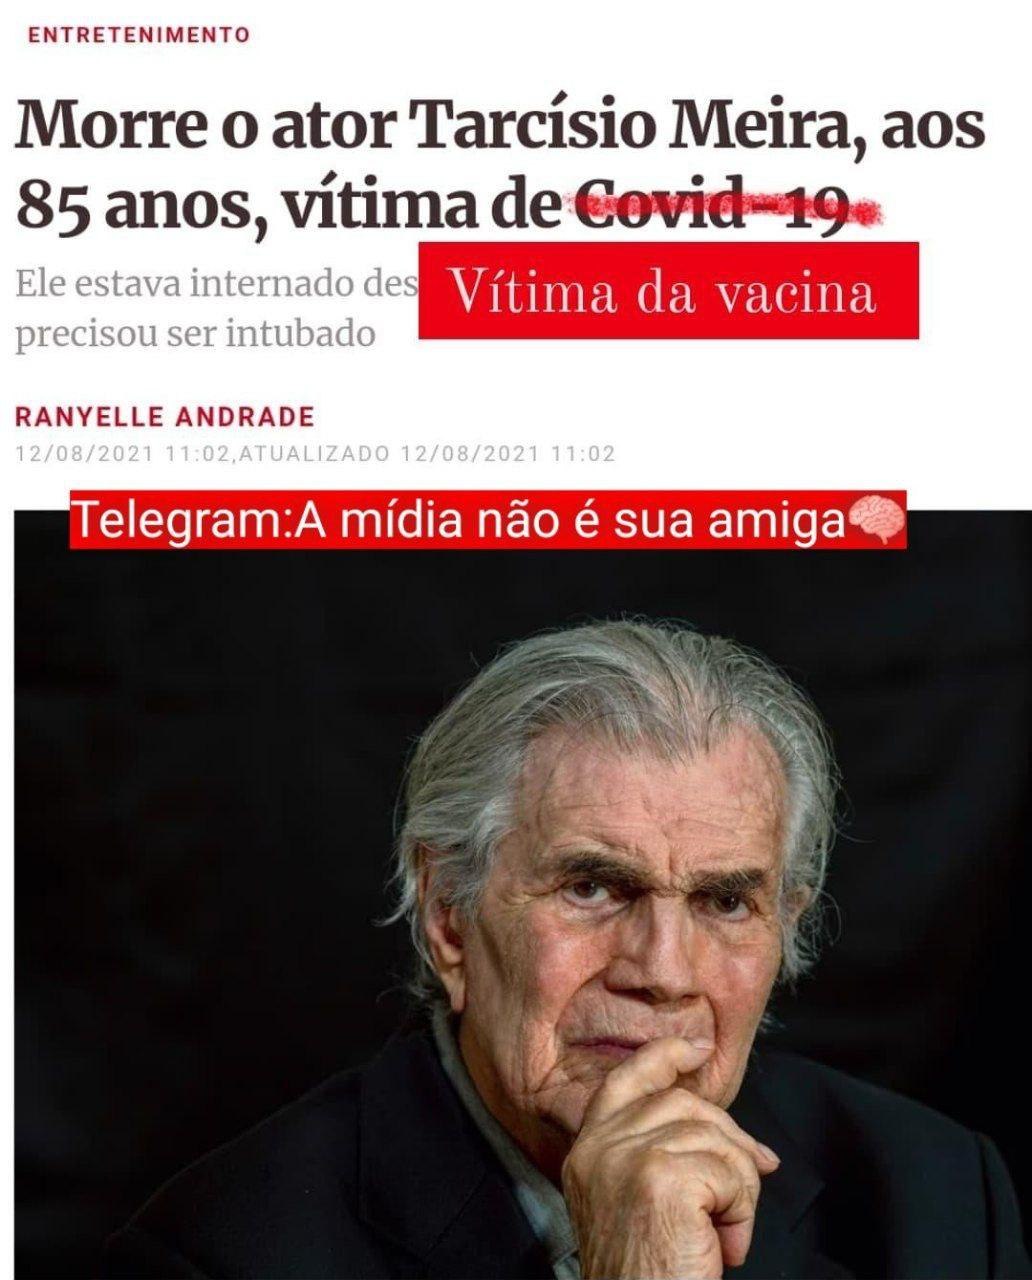 ENTRETENIMENTO
Morre o ator Tarcísio Meira, aos
85 anos, vítima de Covid-19
Ele estava internado des
Vítima da vacina
precisou ser intubado
RANYELLE ANDRADE
12/08/2021 11:02,ATUALIZADO 12/08/2021 11:02
Telegram:A mídia não é sua amiga🧠